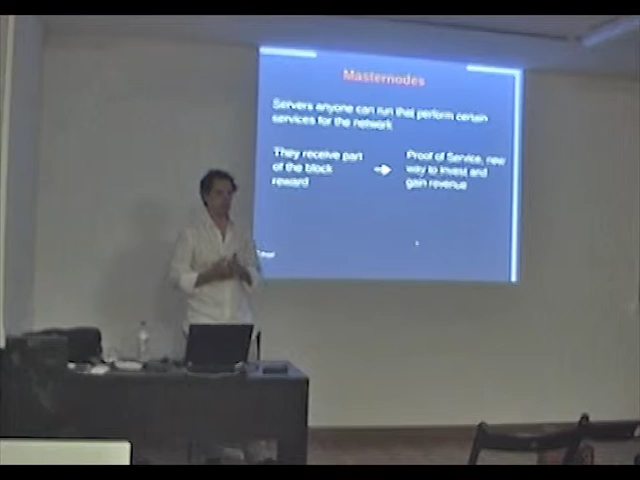 Masternodes
Servers anyone can run that perform certain
services for the network
They receive part
of the block
reward
Proof of Service, new
way to invest and
gain revenue